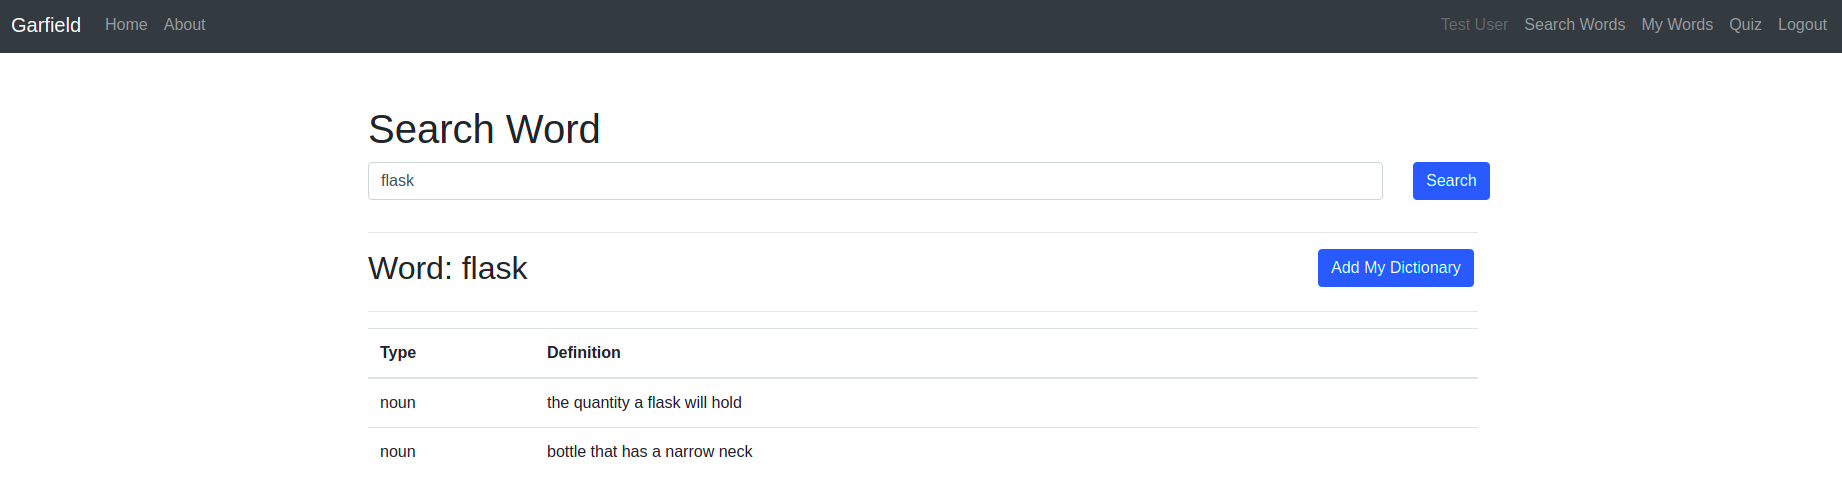 Garfield Home About Test User Search Words My Words Quiz Logout
Search Word
flask Search
Word: flask Add My Dictionary
Type Definition
noun the quantity a flask will hold
noun bottle that has a narrow neck